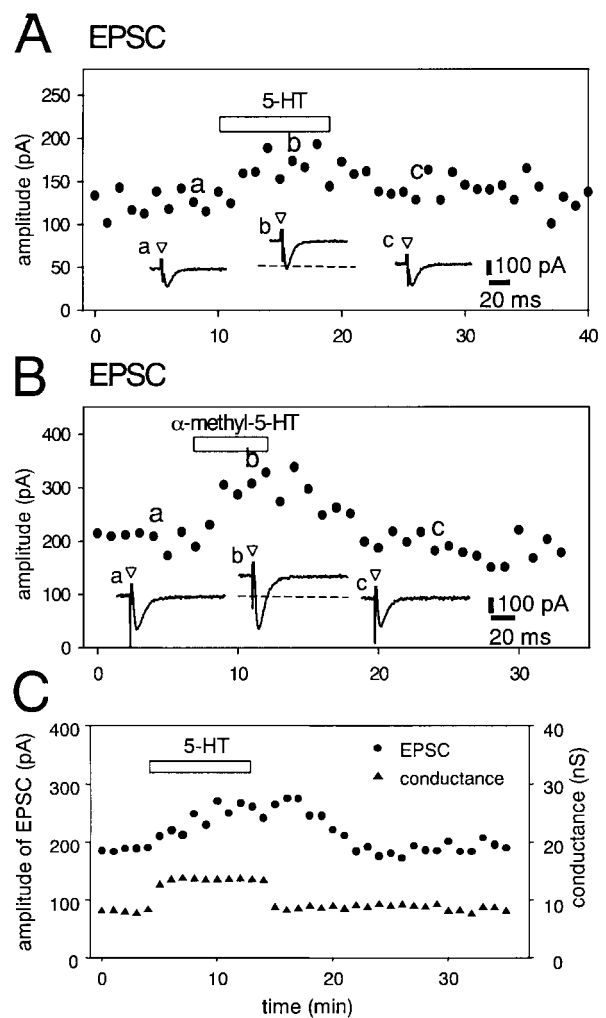 A EPSC
amplitude (pA)
250
200
150
100
50
0
5-HT
a
b
c
a
b
c
100 pA
20 ms
0 10 20 30 40
B EPSC
amplitude (pA)
400
300
200
100
0
α-methyl-5-HT
a
b
c
a
b
c
100 pA
20 ms
0 10 20 30
C
amplitude of EPSC (pA)
400
300
200
100
0
5-HT
EPSC
conductance
40
30
20
10
0
conductance (nS)
0 10 20 30
time (min)